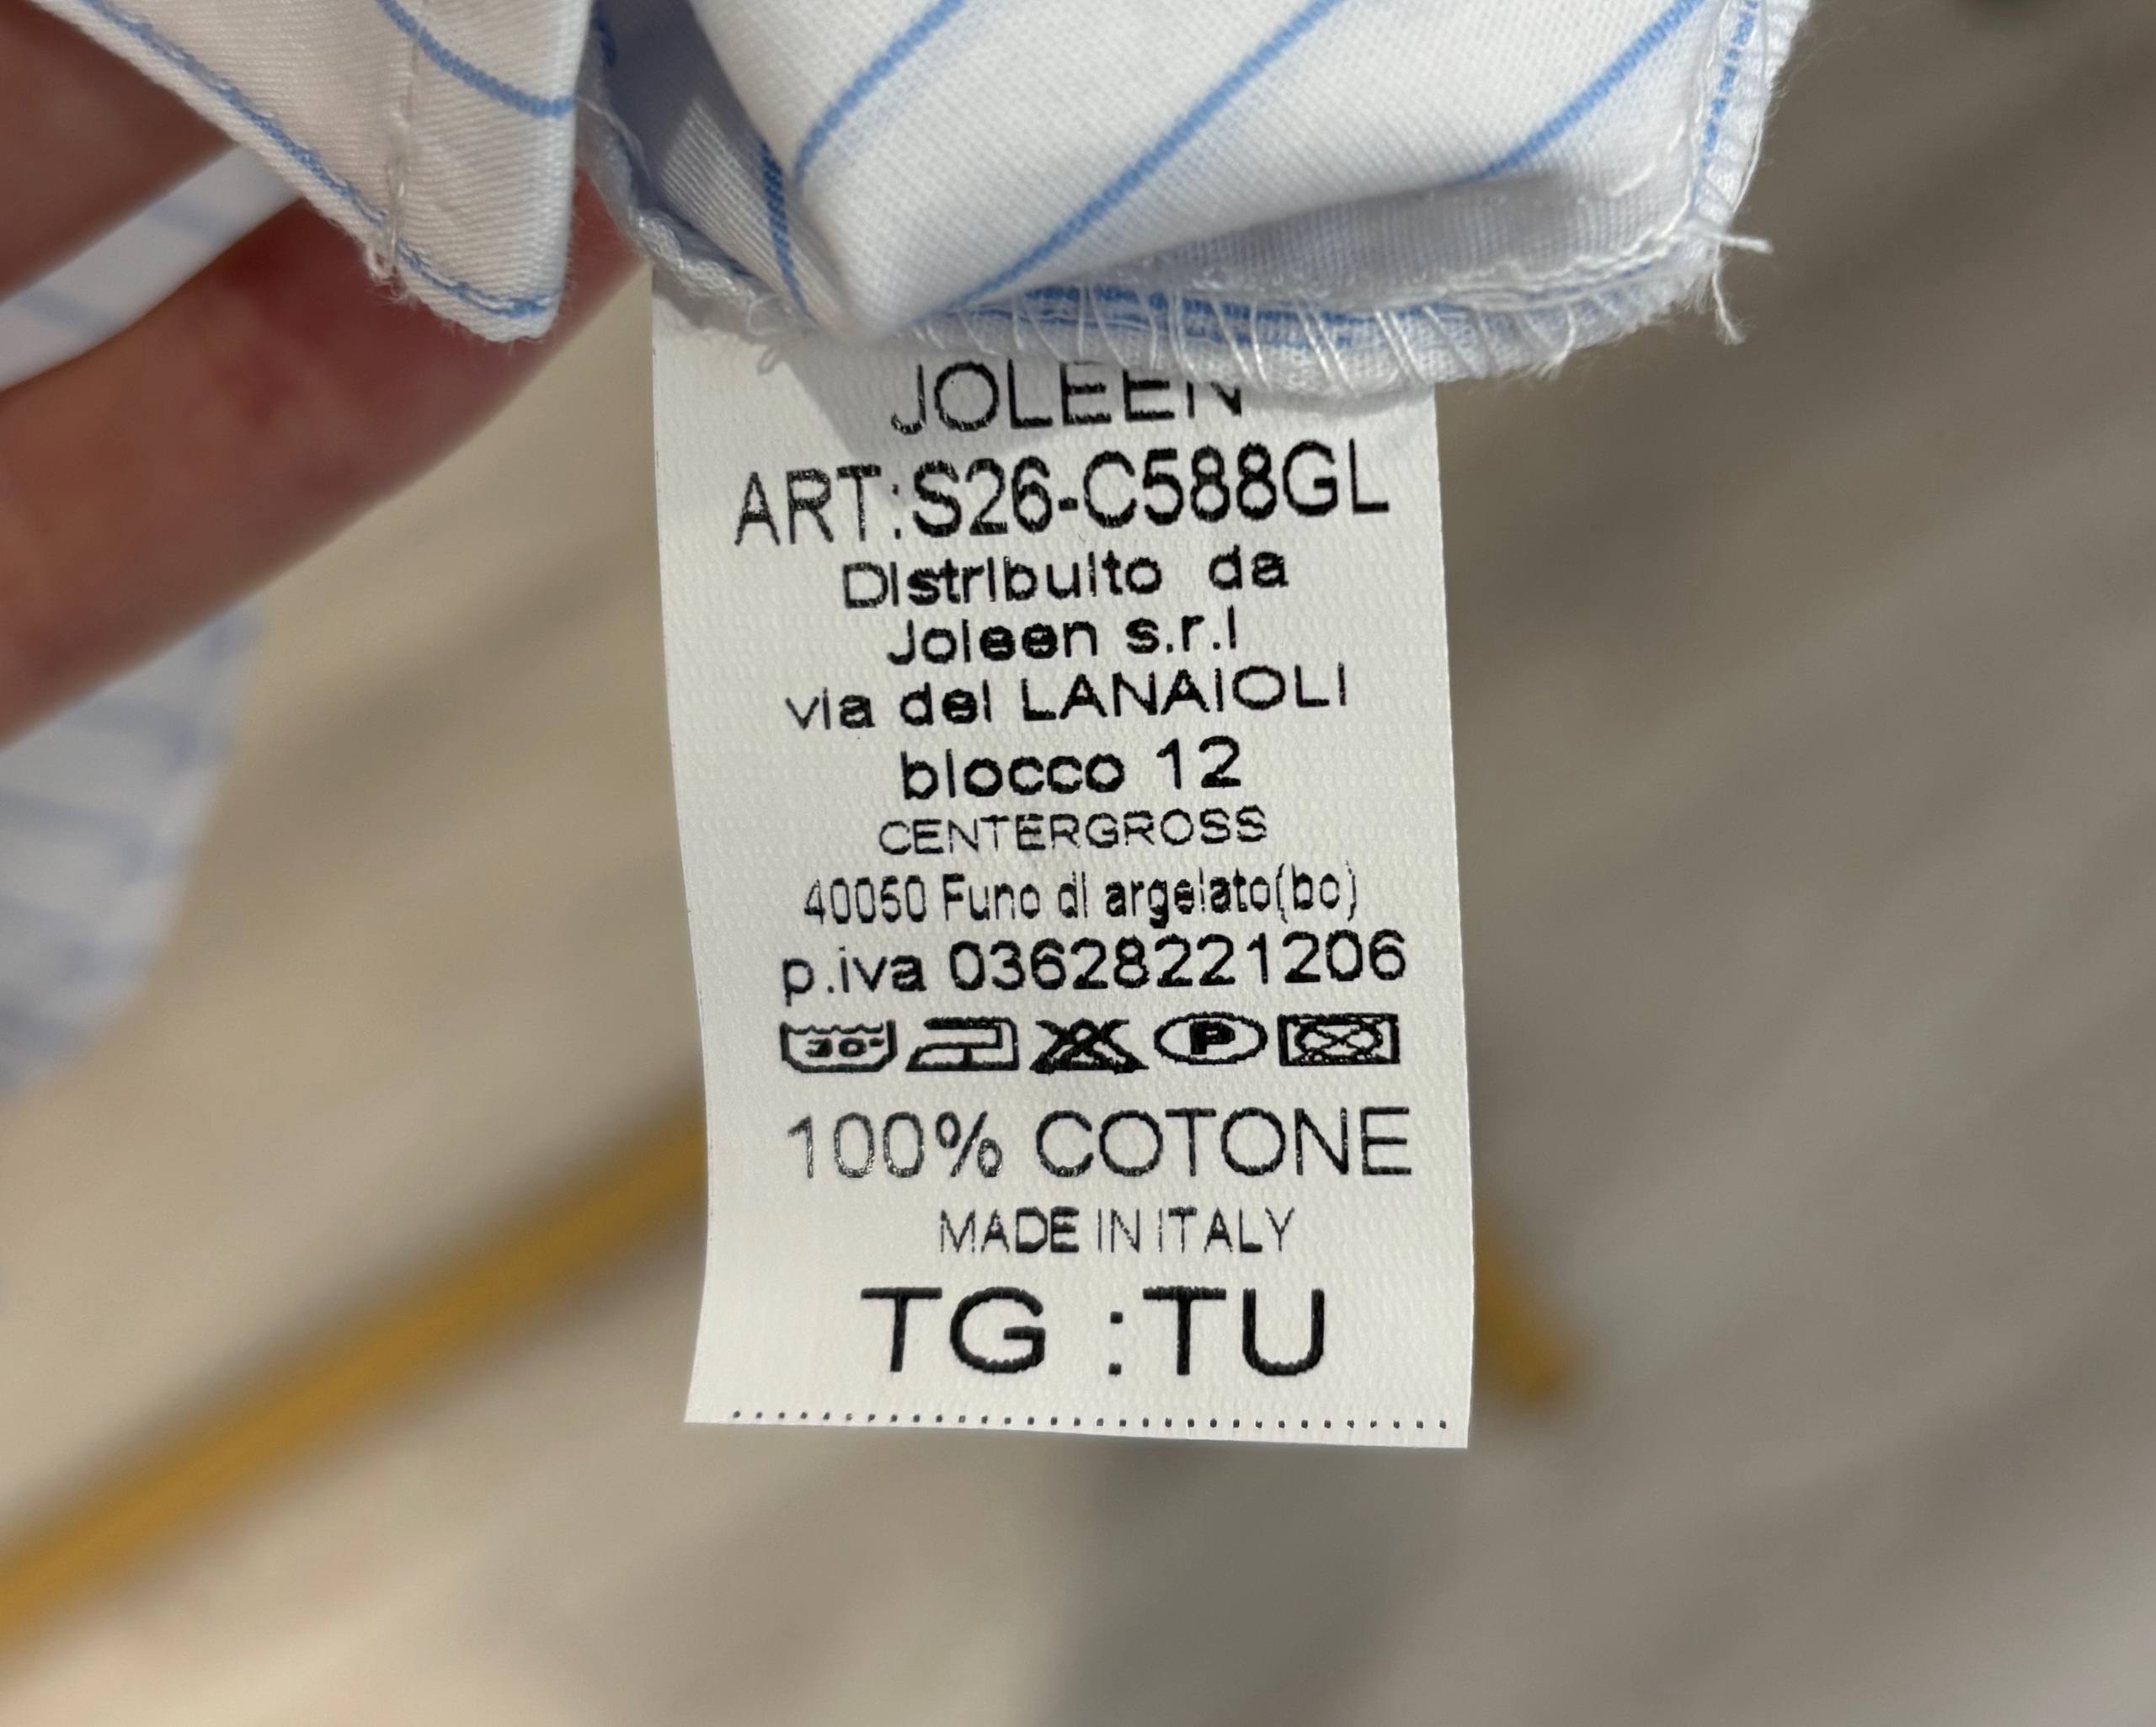 JOLEEN
ART:S26-C588GL
Distribuito da
Joleen s.r.l
via dei LANAIOLI
blocco 12
CENTERGROSS
40050 Funo di argelato(bo)
p.iva 03628221206
30° P
100% COTONE
MADE IN ITALY
TG :TU